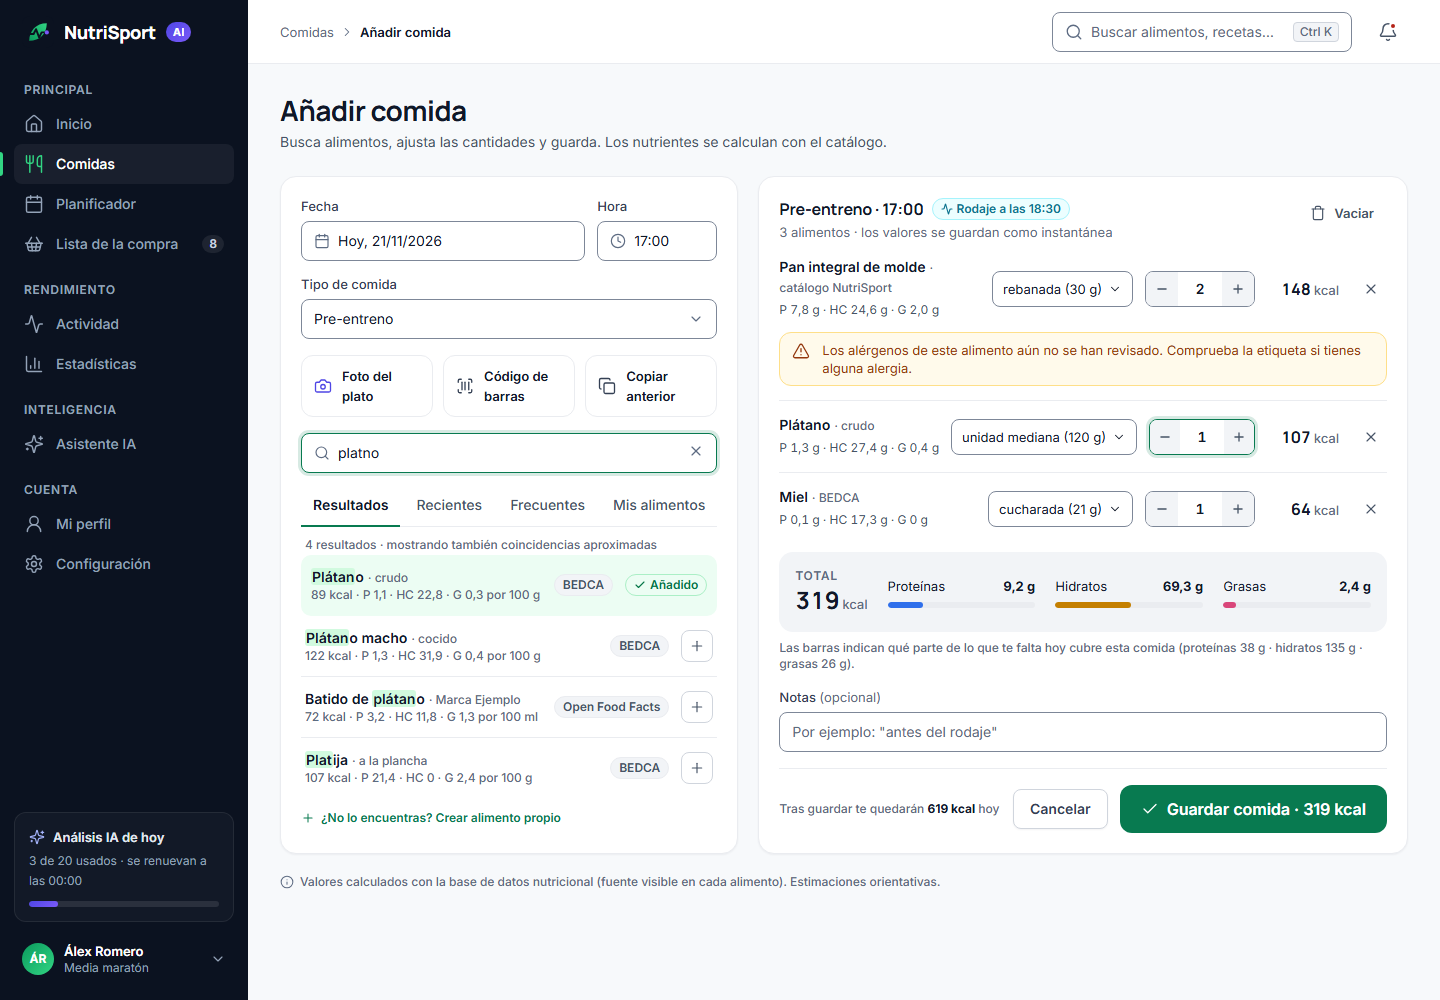 NutriSport AI
PRINCIPAL
Inicio
Comidas
Planificador
Lista de la compra 8
RENDIMIENTO
Actividad
Estadísticas
INTELIGENCIA
Asistente IA
CUENTA
Mi perfil
Configuración
Análisis IA de hoy
3 de 20 usados · se renuevan a
las 00:00
ÁR
Álex Romero
Media maratón
Comidas > Añadir comida
Buscar alimentos, recetas... Ctrl K
Añadir comida
Busca alimentos, ajusta las cantidades y guarda. Los nutrientes se calculan con el catálogo.
Fecha Hora
Hoy, 21/11/2026 17:00
Tipo de comida
Pre-entreno
Foto del
plato
Código de
barras
Copiar
anterior
platno
Resultados Recientes Frecuentes Mis alimentos
4 resultados · mostrando también coincidencias aproximadas
Plátano · crudo
89 kcal · P 1,1 · HC 22,8 · G 0,3 por 100 g
BEDCA Añadido
Plátano macho · cocido
122 kcal · P 1,3 · HC 31,9 · G 0,4 por 100 g
BEDCA
Batido de plátano · Marca Ejemplo
72 kcal · P 3,2 · HC 11,8 · G 1,3 por 100 ml
Open Food Facts
Platija · a la plancha
107 kcal · P 21,4 · HC 0 · G 2,4 por 100 g
BEDCA
¿No lo encuentras? Crear alimento propio
Pre-entreno · 17:00 Rodaje a las 18:30
3 alimentos · los valores se guardan como instantánea
Vaciar
Pan integral de molde ·
catálogo NutriSport
P 7,8 g · HC 24,6 g · G 2,0 g
rebanada (30 g) − 2 + 148 kcal
Los alérgenos de este alimento aún no se han revisado. Comprueba la etiqueta si tienes
alguna alergia.
Plátano · crudo
P 1,3 g · HC 27,4 g · G 0,4 g
unidad mediana (120 g) − 1 + 107 kcal
Miel · BEDCA
P 0,1 g · HC 17,3 g · G 0 g
cucharada (21 g) − 1 + 64 kcal
TOTAL
319 kcal
Proteínas 9,2 g
Hidratos 69,3 g
Grasas 2,4 g
Las barras indican qué parte de lo que te falta hoy cubre esta comida (proteínas 38 g · hidratos 135 g ·
grasas 26 g).
Notas (opcional)
Por ejemplo: "antes del rodaje"
Tras guardar te quedarán 619 kcal hoy
Cancelar
Guardar comida · 319 kcal
Valores calculados con la base de datos nutricional (fuente visible en cada alimento). Estimaciones orientativas.